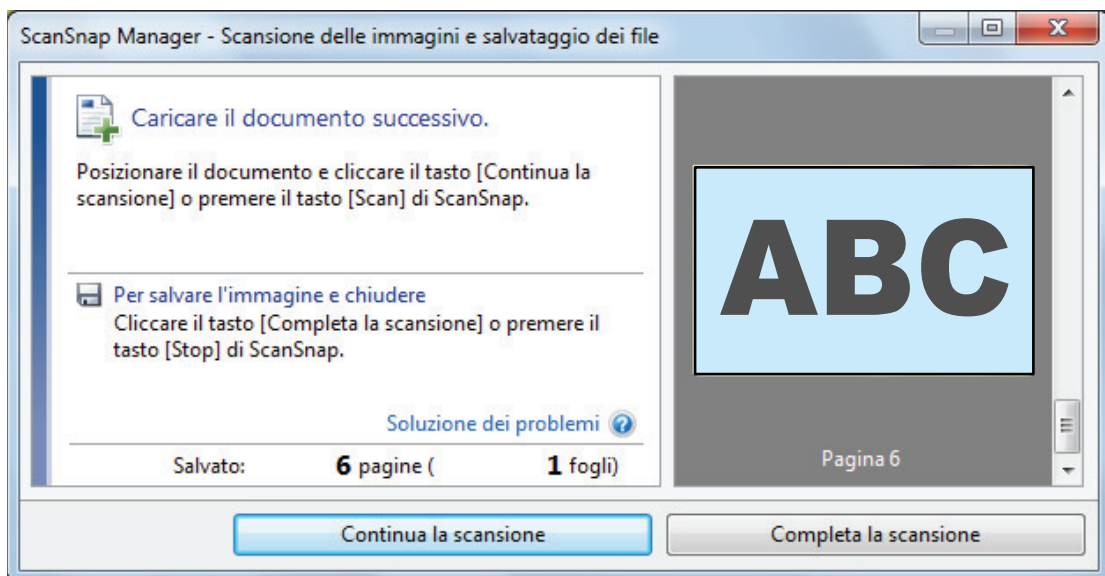 ScanSnap Manager - Scansione delle immagini e salvataggio dei file
Caricare il documento successivo.
Posizionare il documento e cliccare il tasto [Continua la
scansione] o premere il tasto [Scan] di ScanSnap.
Per salvare l'immagine e chiudere
Cliccare il tasto [Completa la scansione] o premere il
tasto [Stop] di ScanSnap.
Soluzione dei problemi
Salvato: 6 pagine ( 1 fogli)
ABC
Pagina 6
Continua la scansione
Completa la scansione